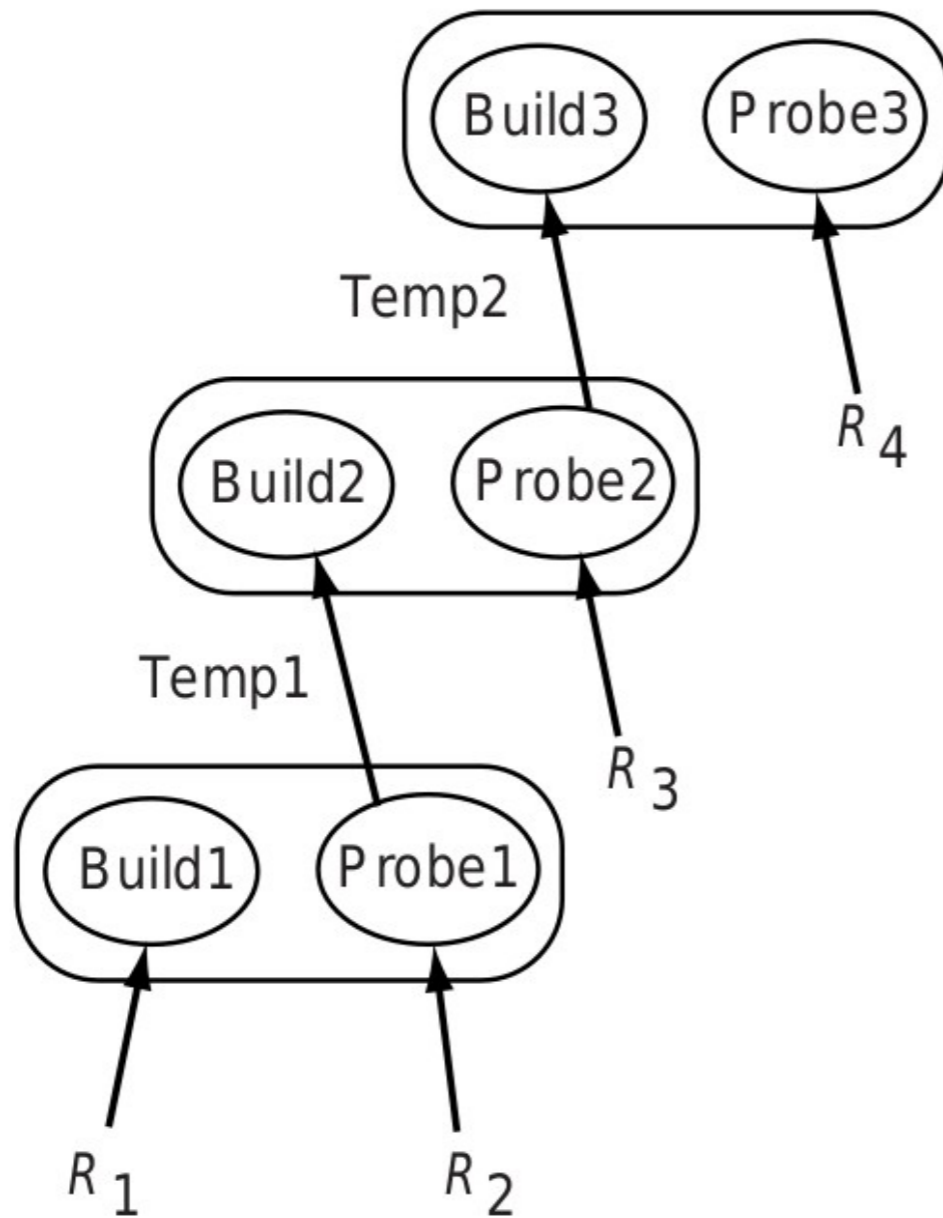 Build3 Probe3
Temp2
R4
Build2 Probe2
Temp1
R3
Build1 Probe1
R1 R2